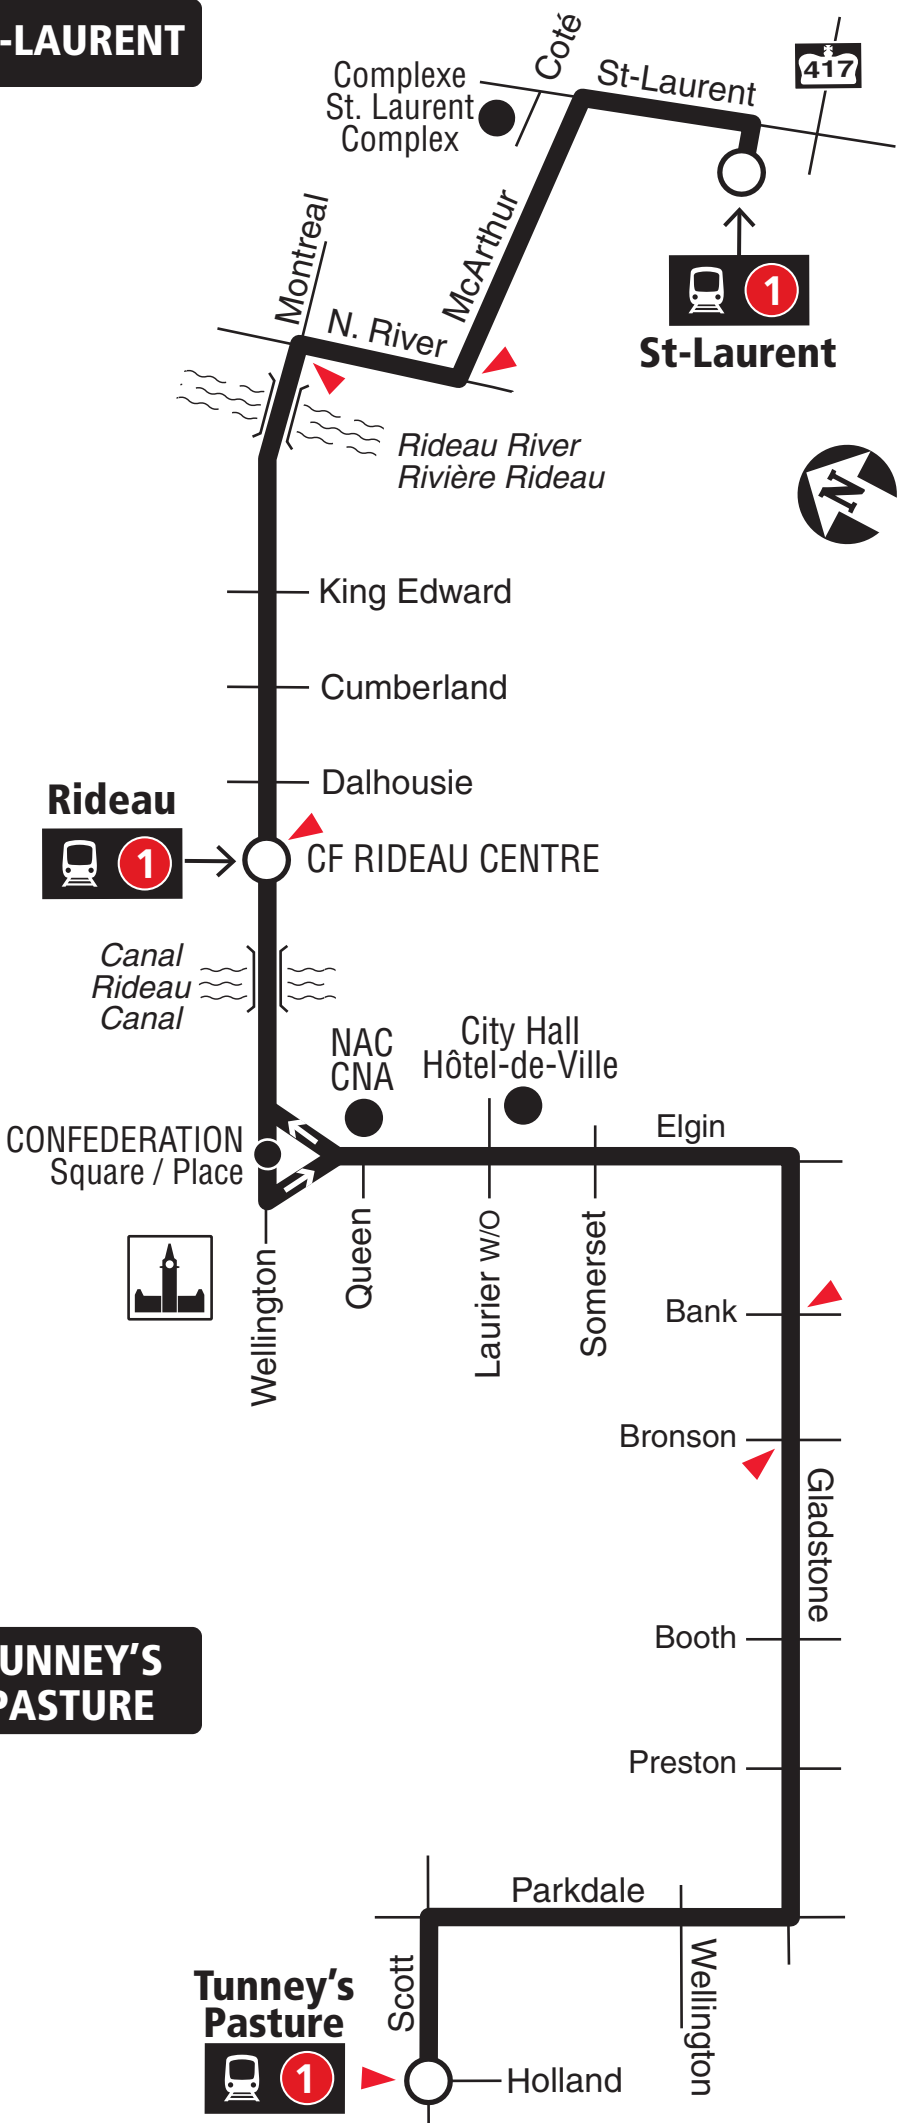 -LAURENT
Coté
St-Laurent
417
Complexe
St. Laurent
Complex
McArthur
Montreal
N. River
1
St-Laurent
Rideau River
Rivière Rideau
N
King Edward
Cumberland
Dalhousie
Rideau
1
CF RIDEAU CENTRE
Canal
Rideau
Canal
NAC
CNA
City Hall
Hôtel-de-Ville
CONFEDERATION
Square / Place
Elgin
Wellington
Queen
Laurier W/O
Somerset
Bank
Bronson
Gladstone
Booth
UNNEY'S
PASTURE
Preston
Parkdale
Scott
Wellington
Tunney's
Pasture
1
Holland